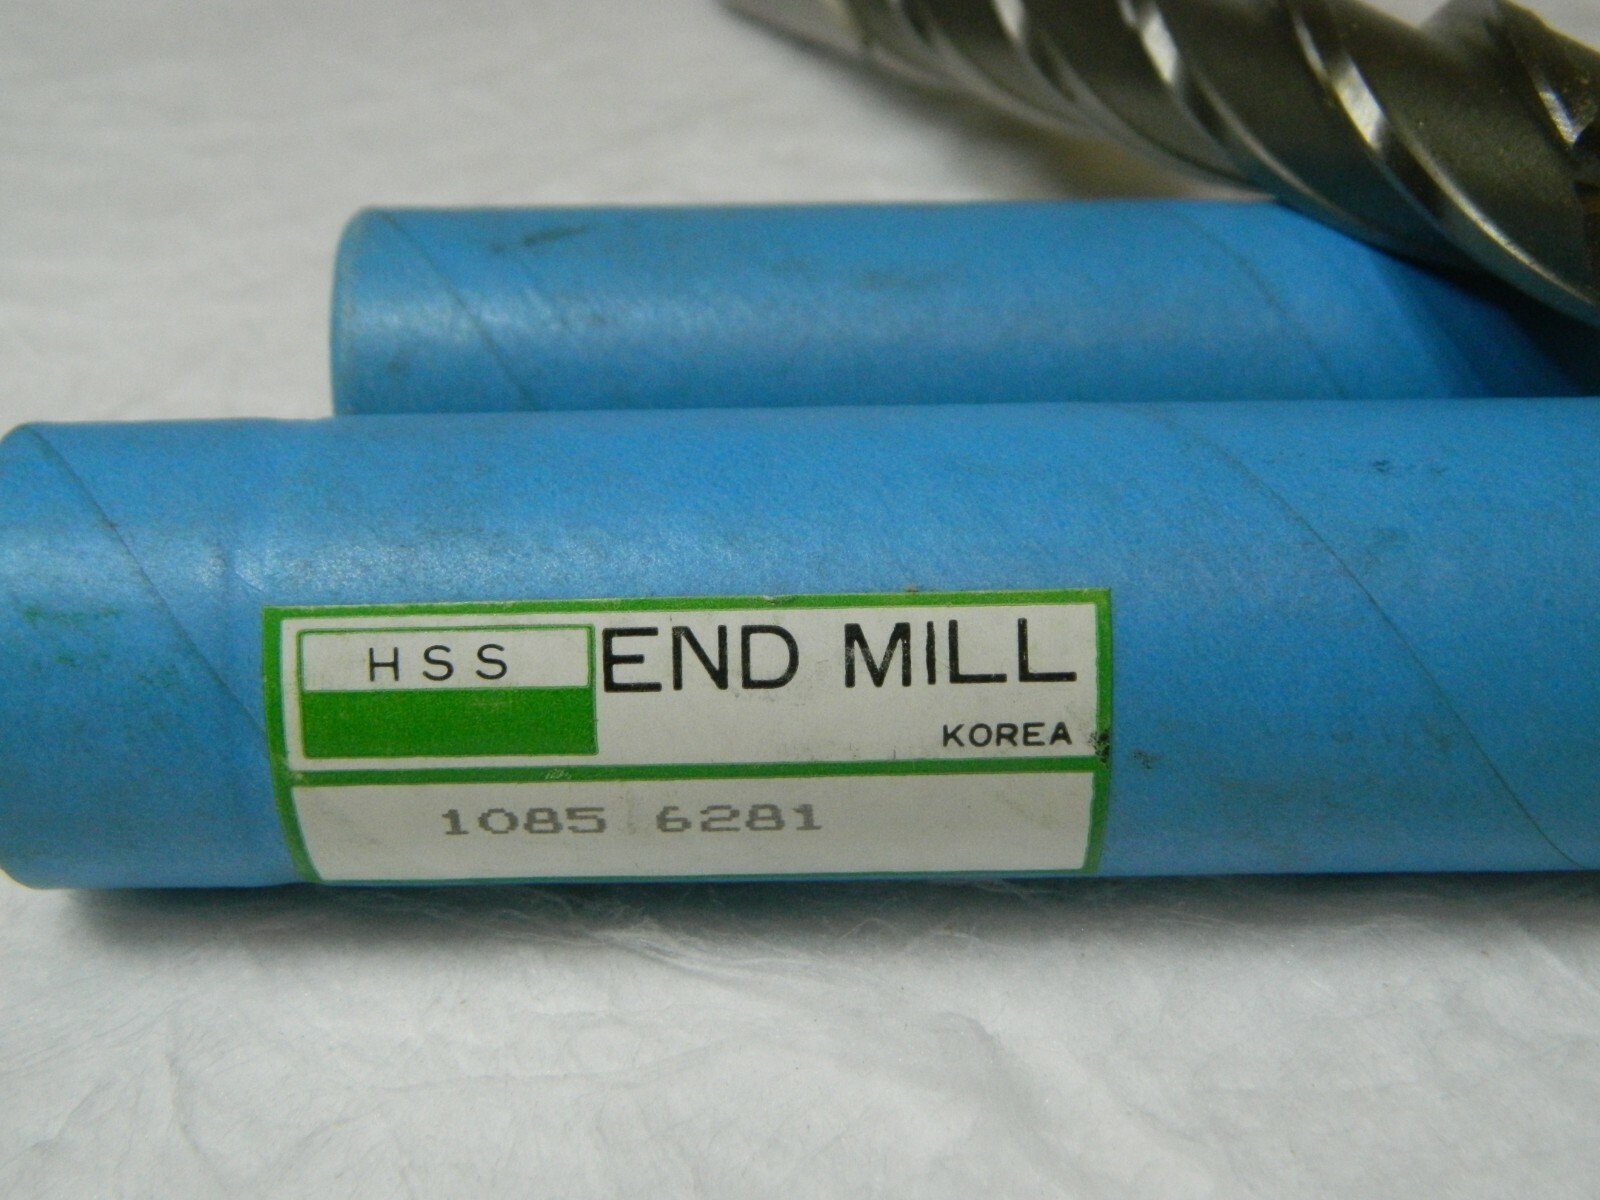 HSS
END MILL
KOREA
1085 6281